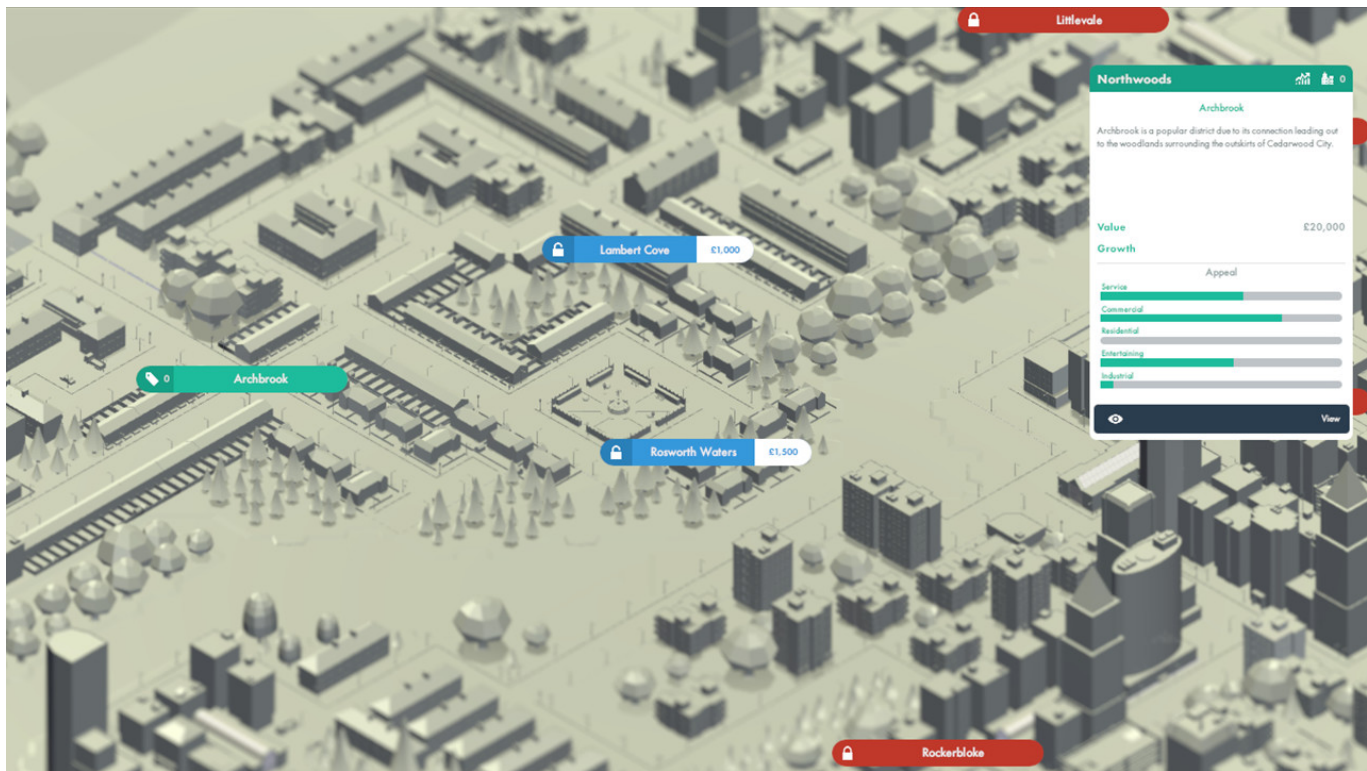 Littlevale
Northwoods
0
Archbrook
Archbrook is a popular district due to its connection leading out
to the woodlands surrounding the outskirts of Cedarwood City.
Value £20,000
Growth
Appeal
Service
Commercial
Residential
Entertaining
Industrial
View
Lambert Cove £1,000
0 Archbrook
Rosworth Waters £1,500
Rockerbloke